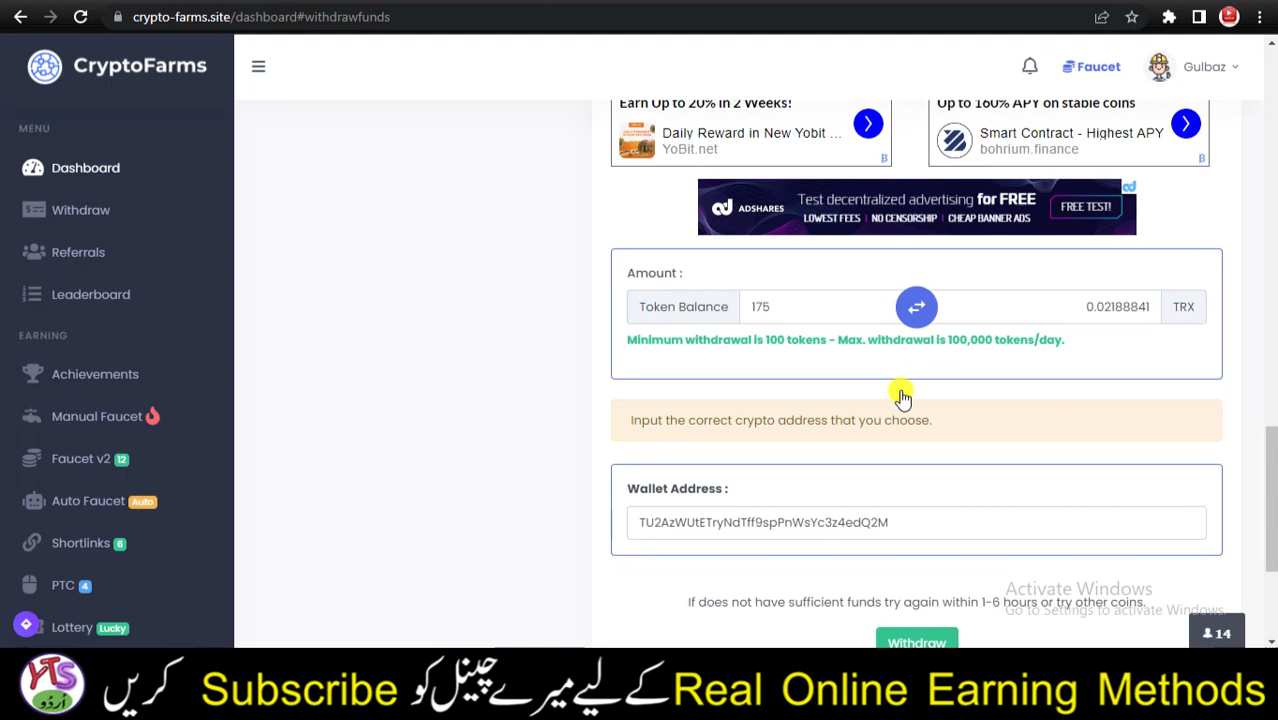 crypto-farms.site/dashboard#withdrawfunds
CryptoFarms
Faucet
Gulbaz
MENU
Dashboard
Withdraw
Referrals
Leaderboard
EARNING
Achievements
Manual Faucet
Faucet v2 12
Auto Faucet Auto
Shortlinks 6
PTC 4
Lottery Lucky
Earn Up to 20% in 2 Weeks!
Daily Reward in New Yobit ...
YoBit.net
Up to 160% APY on stable coins
Smart Contract - Highest APY
bohrium.finance
ADSHARES
Test decentralized advertising for FREE
LOWEST FEES | NO CENSORSHIP | CHEAP BANNER ADS
FREE TEST!
Amount :
Token Balance 175 0.02188841 TRX
Minimum withdrawal is 100 tokens - Max. withdrawal is 100,000 tokens/day.
Input the correct crypto address that you choose.
Wallet Address :
TU2AzWUtETryNdTff9spPnWsYc3z4edQ2M
If does not have sufficient funds try again within 1-6 hours or try other coins.
Withdraw
Activate Windows
Go to Settings to activate Windows.
14
YTS
اردو
Real Online Earning Methods کے لیے میرے چینل کو Subscribe کریں